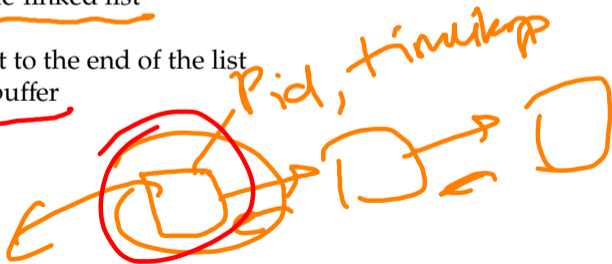 linked list
t to the end of the list
uffer
Pid,